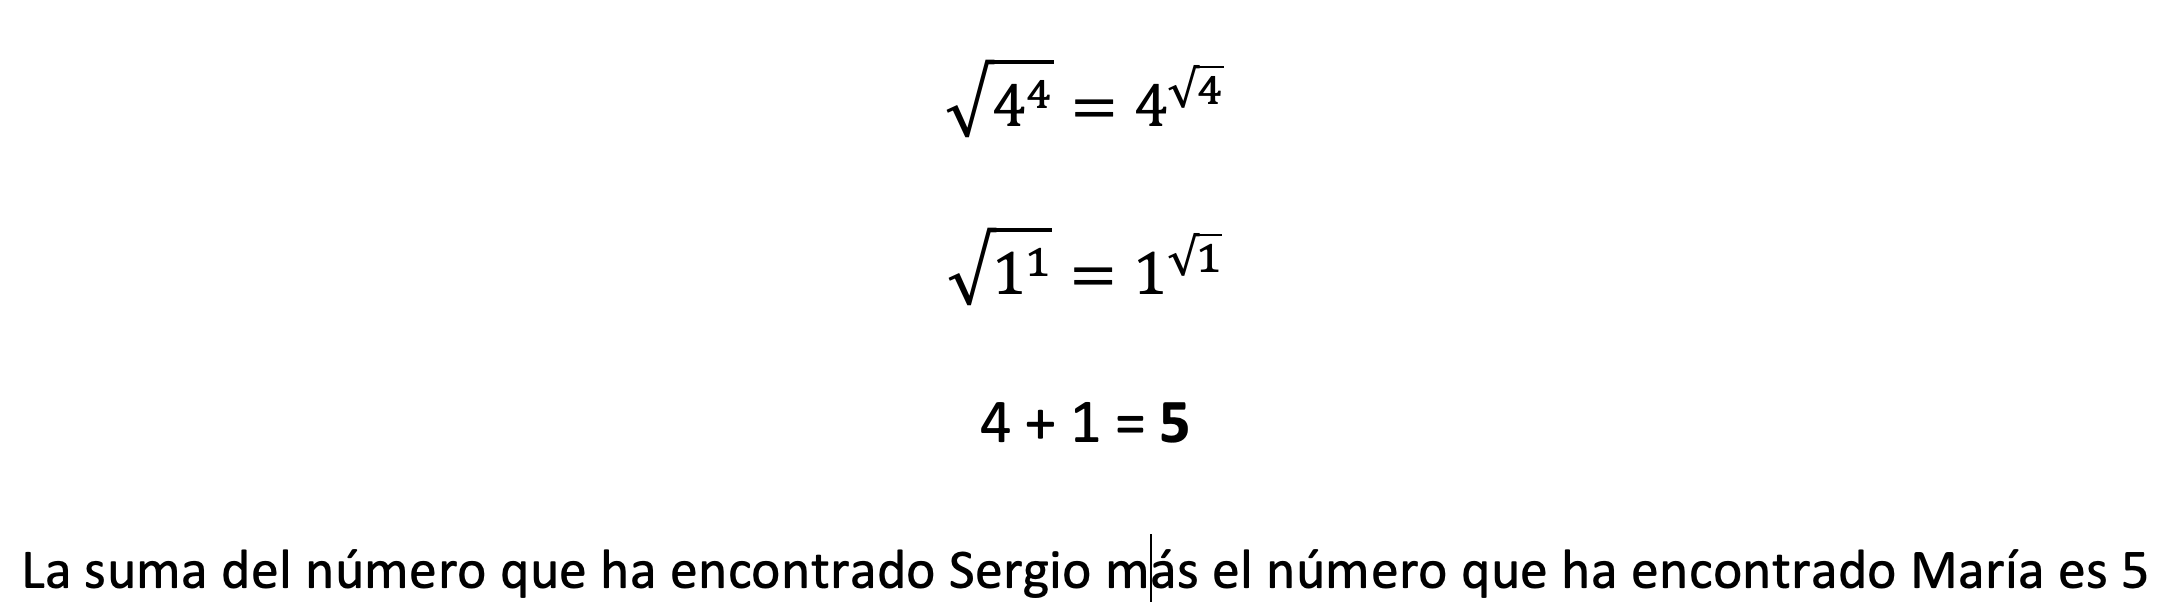 √4⁴ = 4^√4
√1¹ = 1^√1
4 + 1 = 5
La suma del número que ha encontrado Sergio más el número que ha encontrado María es 5